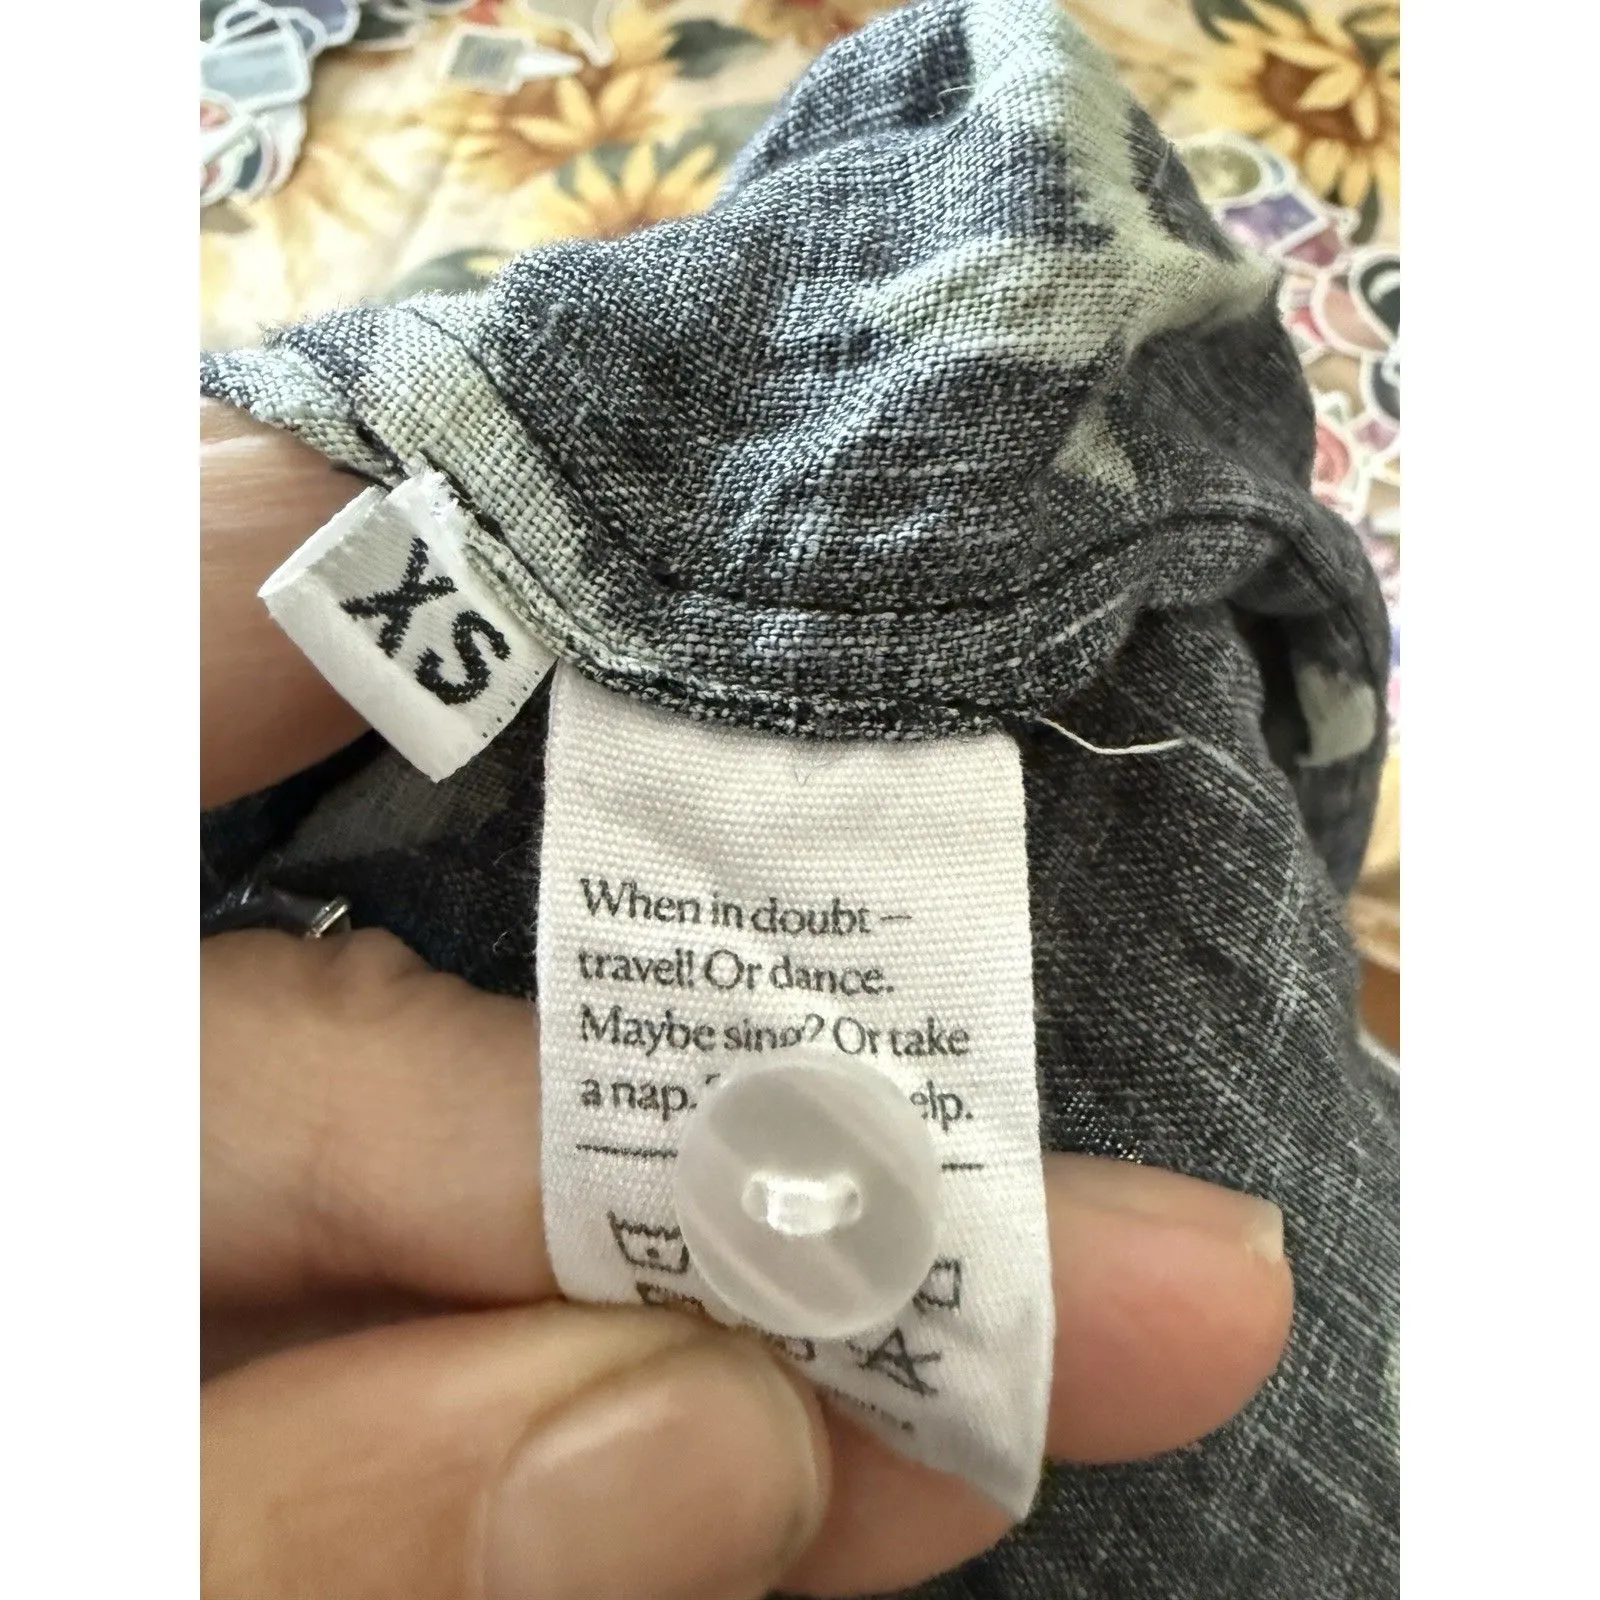 XS
When in doubt —
travel! Or dance.
Maybe sing? Or take
a nap.